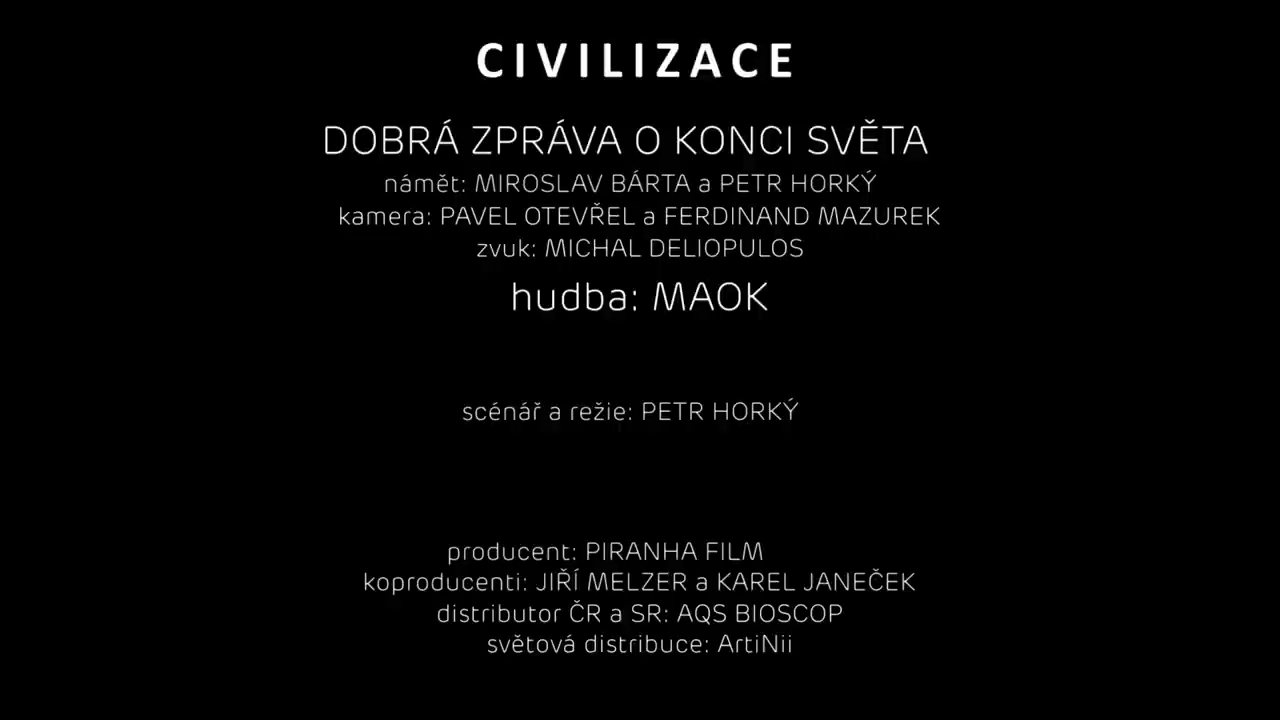 CIVILIZACE
DOBRÁ ZPRÁVA O KONCI SVĚTA
námět: MIROSLAV BÁRTA a PETR HORKÝ
kamera: PAVEL OTEVŘEL a FERDINAND MAZUREK
zvuk: MICHAL DELIOPULOS
hudba: MAOK
scénář a režie: PETR HORKÝ
producent: PIRANHA FILM
koproducenti: JIŘÍ MELZER a KAREL JANEČEK
distributor ČR a SR: AQS BIOSCOP
světová distribuce: ArtiNii